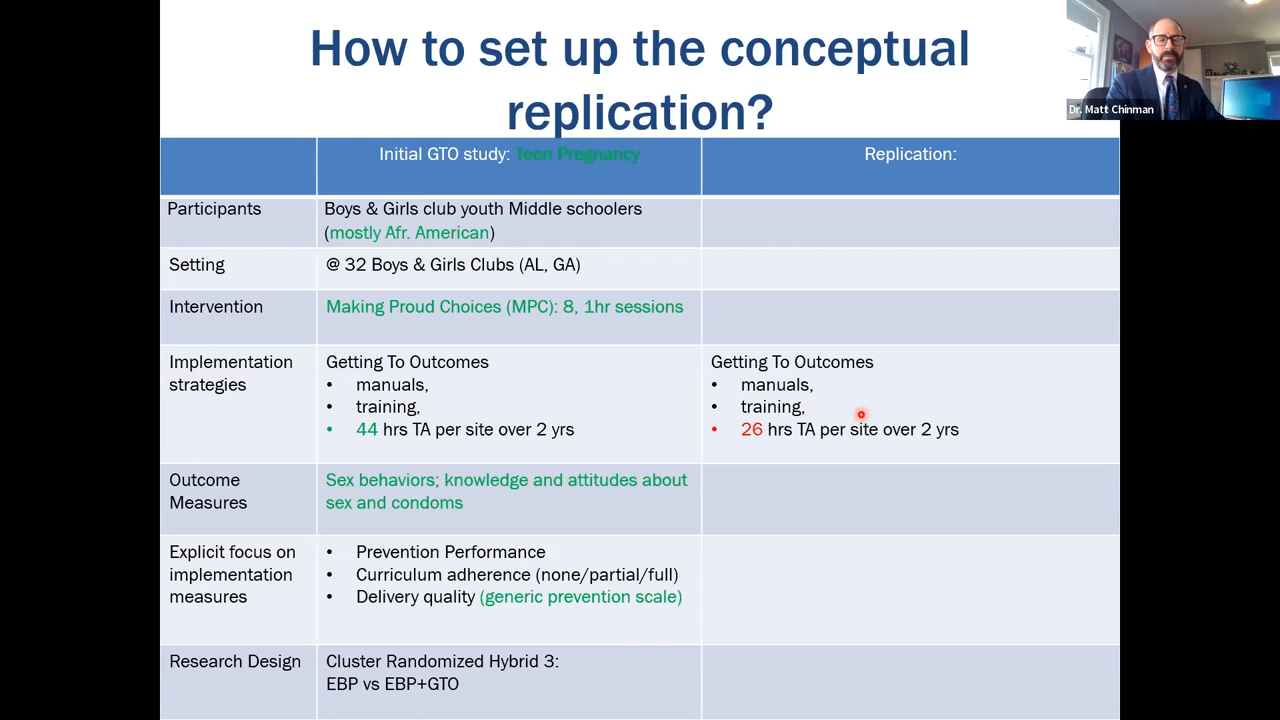 How to set up the conceptual
replication?
Dr. Matt Chinman
Initial GTO study: Teen Pregnancy
Replication:
Participants
Boys & Girls club youth Middle schoolers
(mostly Afr. American)
Setting
@ 32 Boys & Girls Clubs (AL, GA)
Intervention
Making Proud Choices (MPC): 8, 1hr sessions
Implementation
strategies
Getting To Outcomes
• manuals,
• training,
• 44 hrs TA per site over 2 yrs
Getting To Outcomes
• manuals,
• training,
• 26 hrs TA per site over 2 yrs
Outcome
Measures
Sex behaviors; knowledge and attitudes about
sex and condoms
Explicit focus on
implementation
measures
• Prevention Performance
• Curriculum adherence (none/partial/full)
• Delivery quality (generic prevention scale)
Research Design
Cluster Randomized Hybrid 3:
EBP vs EBP+GTO